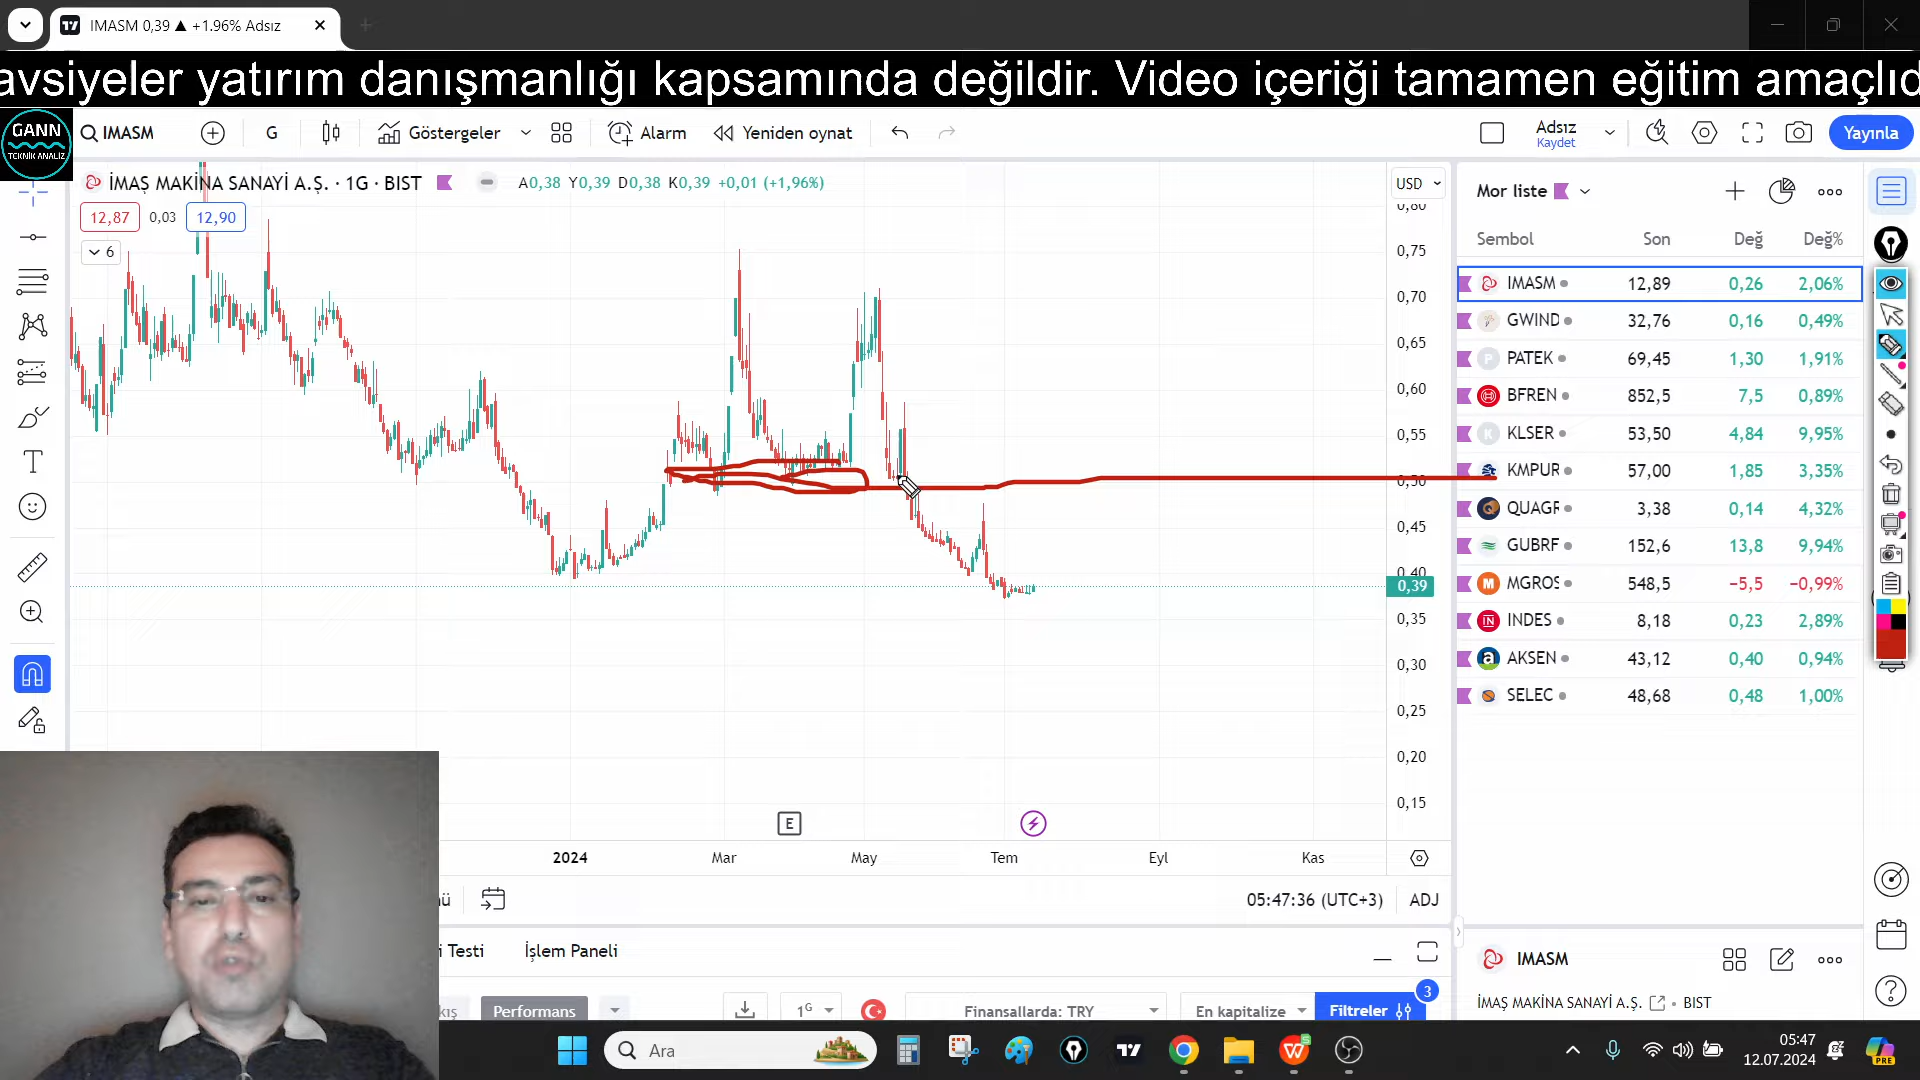 IMASM 0,39 ▲ +1.96% Adsız
avsiyeler yatırım danışmanlığı kapsamında değildir. Video içeriği tamamen eğitim amaçlıd
GANN
TEKNİK ANALİZ
IMASM
G
Göstergeler
Alarm
Yeniden oynat
Adsız
Kaydet
Yayınla
İMAŞ MAKİNA SANAYİ A.Ş. · 1G · BIST
A0,38 Y0,39 D0,38 K0,39 +0,01 (+1,96%)
12,87 0,03 12,90
6
USD
0,80
0,75
0,70
0,65
0,60
0,55
0,50
0,45
0,40
0,39
0,35
0,30
0,25
0,20
0,15
E
2024 Mar May Tem Eyl Kas
05:47:36 (UTC+3) ADJ
i Testi İşlem Paneli
Performans
1G
Finansallarda: TRY
En kapitalize
Filtreler
3
Mor liste
Sembol Son Değ Değ%
IMASM 12,89 0,26 2,06%
GWIND 32,76 0,16 0,49%
P PATEK 69,45 1,30 1,91%
BFREN 852,5 7,5 0,89%
K KLSER 53,50 4,84 9,95%
KMPUR 57,00 1,85 3,35%
QUAGR 3,38 0,14 4,32%
GUBRF 152,6 13,8 9,94%
M MGROS 548,5 −5,5 −0,99%
IN INDES 8,18 0,23 2,89%
a AKSEN 43,12 0,40 0,94%
SELEC 48,68 0,48 1,00%
IMASM
İMAŞ MAKİNA SANAYİ A.Ş. · BIST
Ara
05:47
12.07.2024
PRE